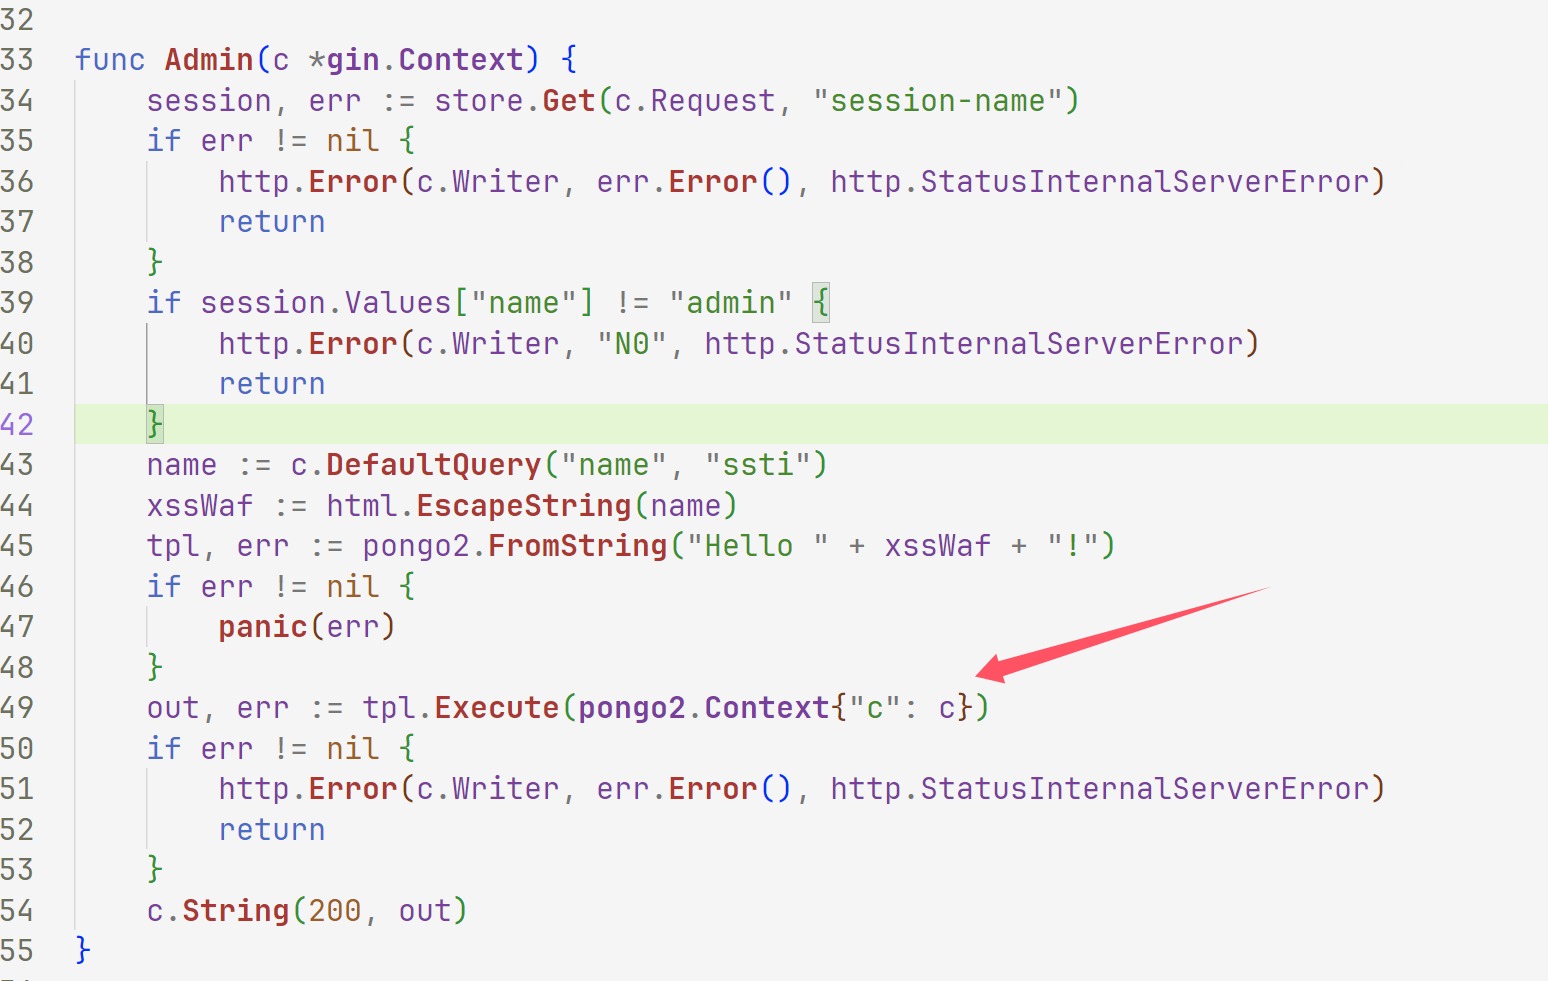 32
33 func Admin(c *gin.Context) {
34     session, err := store.Get(c.Request, "session-name")
35     if err != nil {
36         http.Error(c.Writer, err.Error(), http.StatusInternalServerError)
37         return
38     }
39     if session.Values["name"] != "admin" {
40         http.Error(c.Writer, "N0", http.StatusInternalServerError)
41         return
42     }
43     name := c.DefaultQuery("name", "ssti")
44     xssWaf := html.EscapeString(name)
45     tpl, err := pongo2.FromString("Hello " + xssWaf + "!")
46     if err != nil {
47         panic(err)
48     }
49     out, err := tpl.Execute(pongo2.Context{"c": c})
50     if err != nil {
51         http.Error(c.Writer, err.Error(), http.StatusInternalServerError)
52         return
53     }
54     c.String(200, out)
55 }